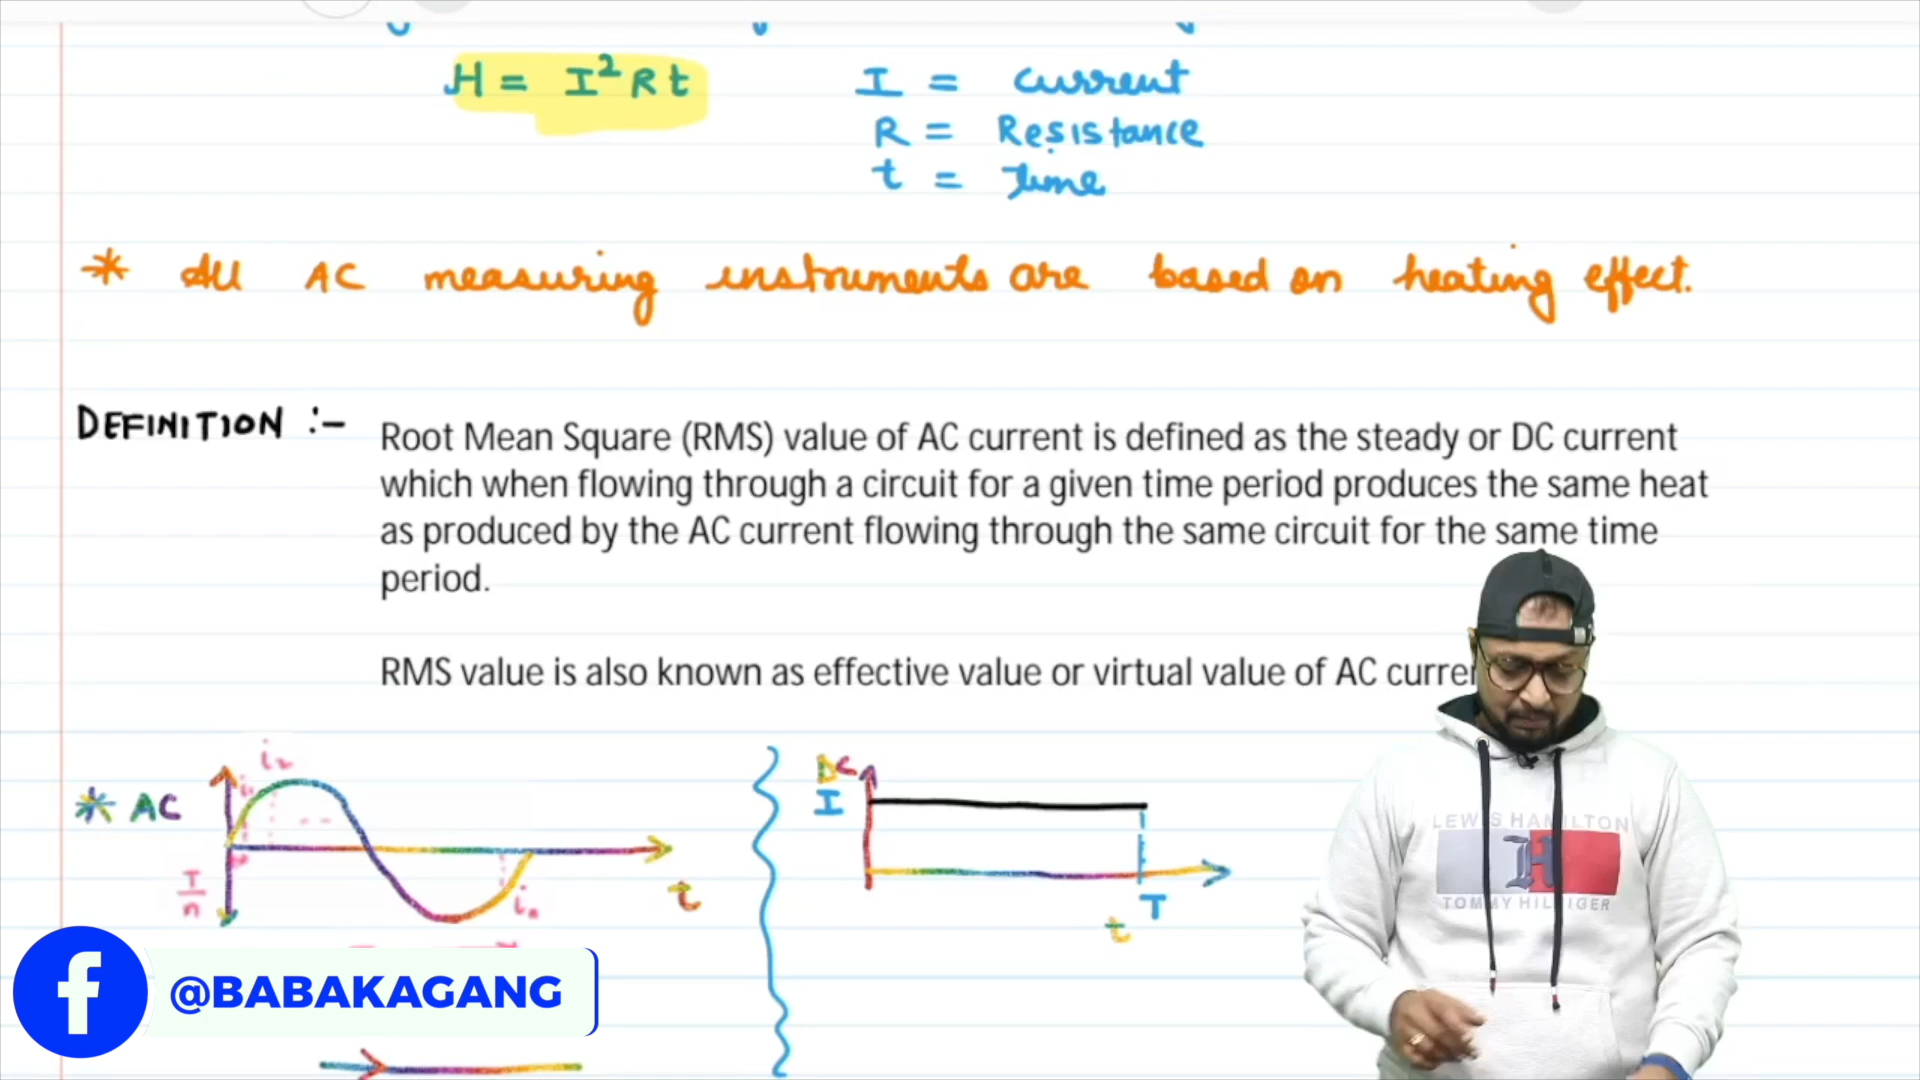 H = I²Rt
I = Current
R = Resistance
t = Time
* All AC measuring instruments are based on heating effect.
DEFINITION :-
Root Mean Square (RMS) value of AC current is defined as the steady or DC current
which when flowing through a circuit for a given time period produces the same heat
as produced by the AC current flowing through the same circuit for the same time
period.
RMS value is also known as effective value or virtual value of AC
* AC
i₂
T/n
iₙ
t
DC
I
T
t
LEWIS HAMILTON
H
TOMMY HILFIGER
f
@BABAKAGANG